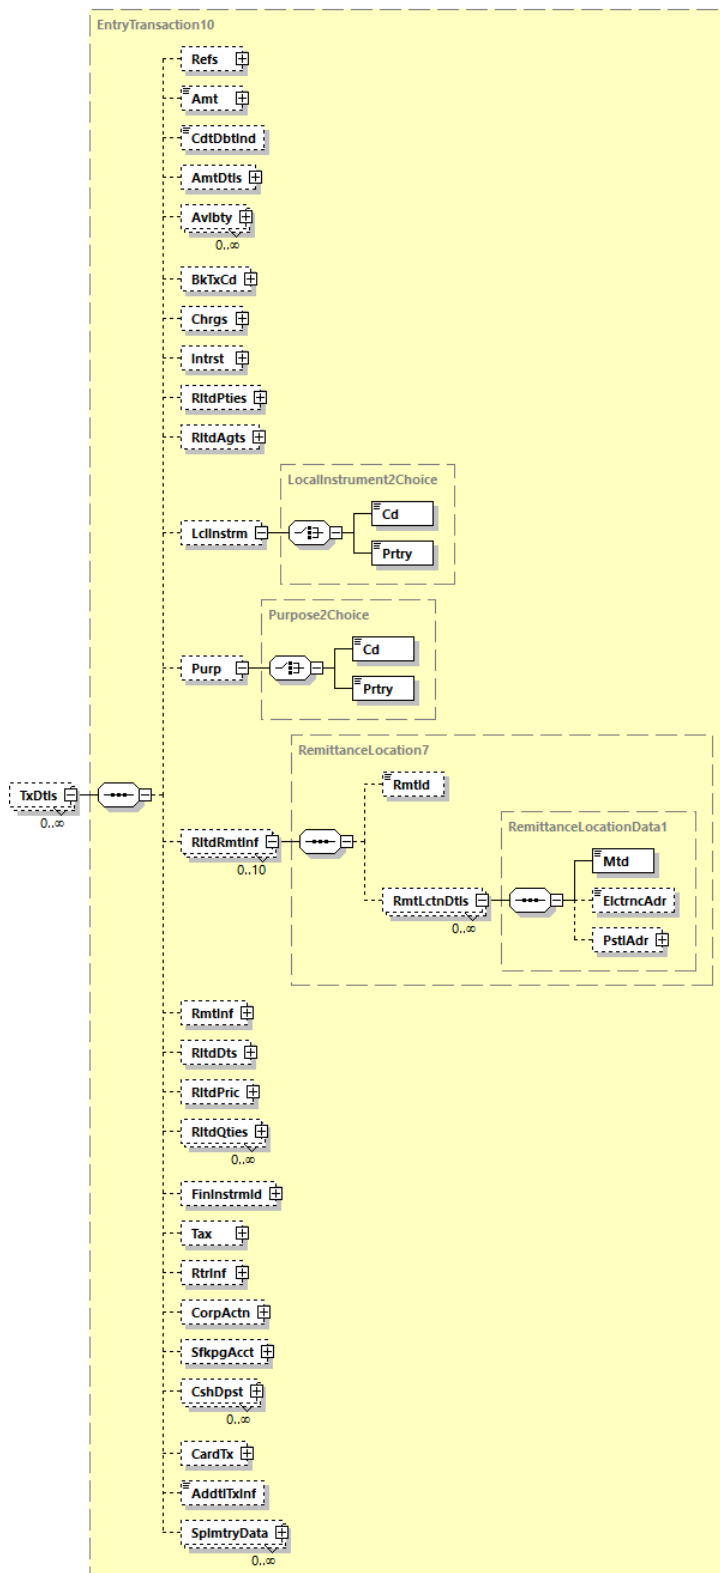 EntryTransaction10
Refs
Amt
CdtDbtInd
AmtDtls
Avlbty
0..∞
BkTxCd
Chrgs
Intrst
RltdPties
RltdAgts
LocalInstrument2Choice
LclInstrm
Cd
Prtry
Purpose2Choice
Purp
Cd
Prtry
RemittanceLocation7
TxDtls
0..∞
RltdRmtInf
0..10
RmtId
RemittanceLocationData1
RmtLctnDtls
0..∞
Mtd
ElctrncAdr
PstlAdr
RmtInf
RltdDts
RltdPric
RltdQties
0..∞
FinInstrmId
Tax
RtrInf
CorpActn
SfkpgAcct
CshDpst
0..∞
CardTx
AddtlTxInf
SplmtryData
0..∞